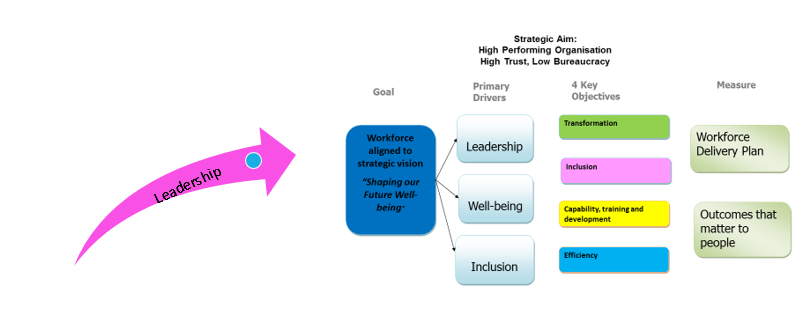 Strategic Aim:
High Performing Organisation
High Trust, Low Bureaucracy
Goal
Primary
Drivers
4 Key
Objectives
Measure
Leadership
Workforce
aligned to
strategic vision
"Shaping our
Future Well-
being"
Leadership
Well-being
Inclusion
Transformation
Inclusion
Capability, training and
development
Efficiency
Workforce
Delivery Plan
Outcomes that
matter to
people